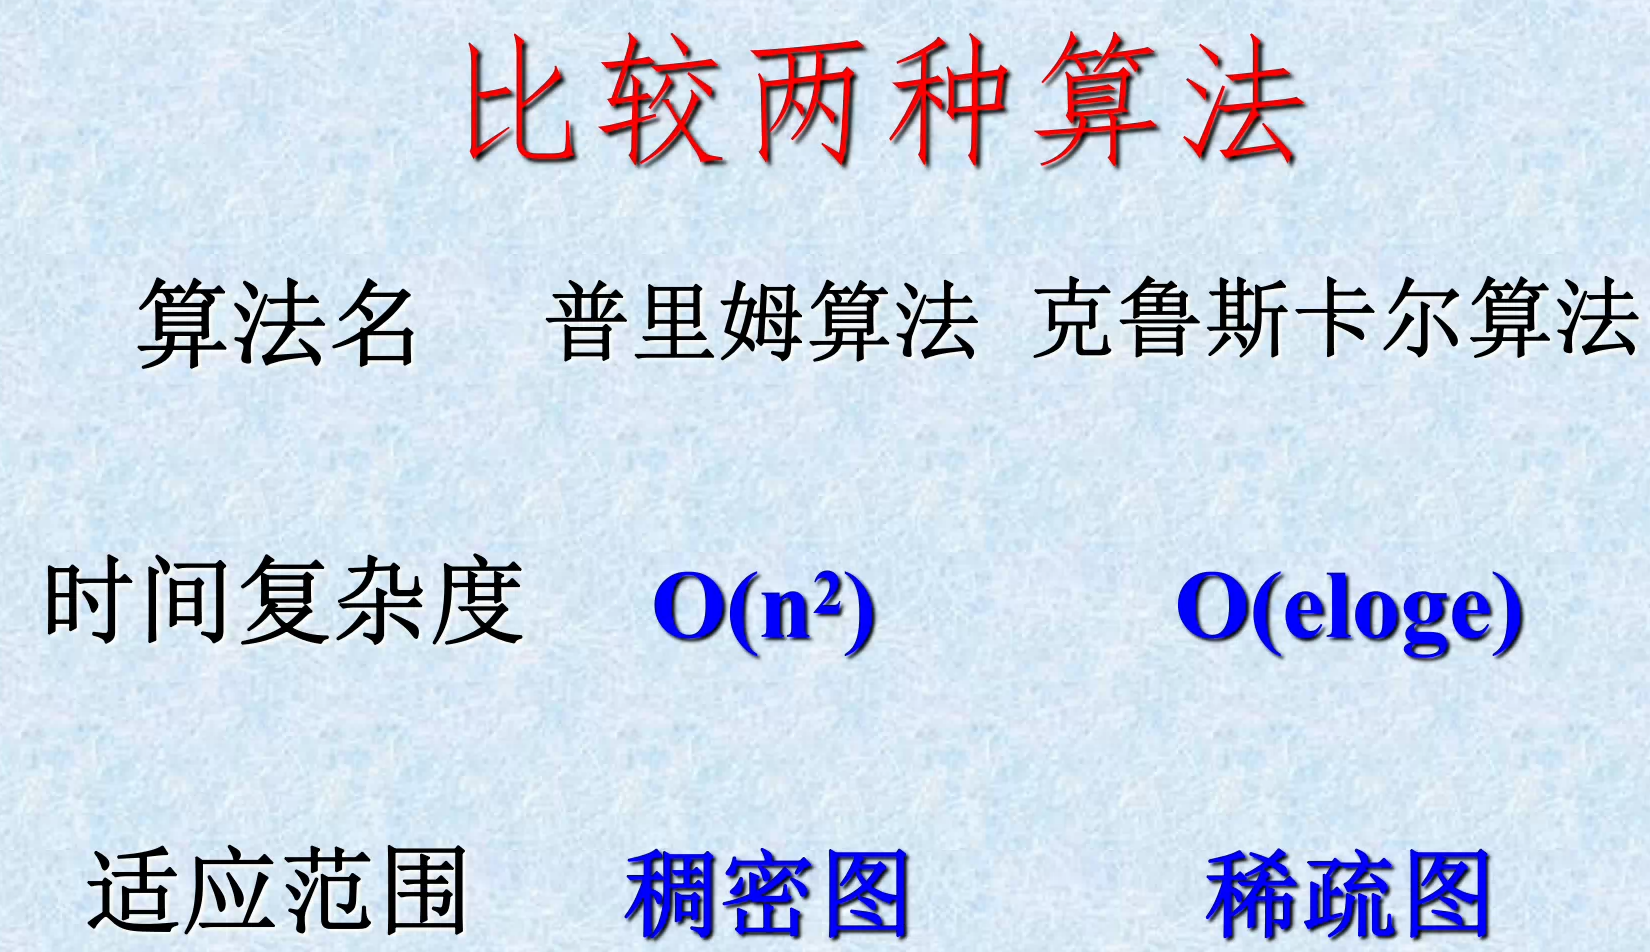 比较两种算法
算法名 普里姆算法 克鲁斯卡尔算法
时间复杂度 O(n²) O(eloge)
适应范围 稠密图 稀疏图